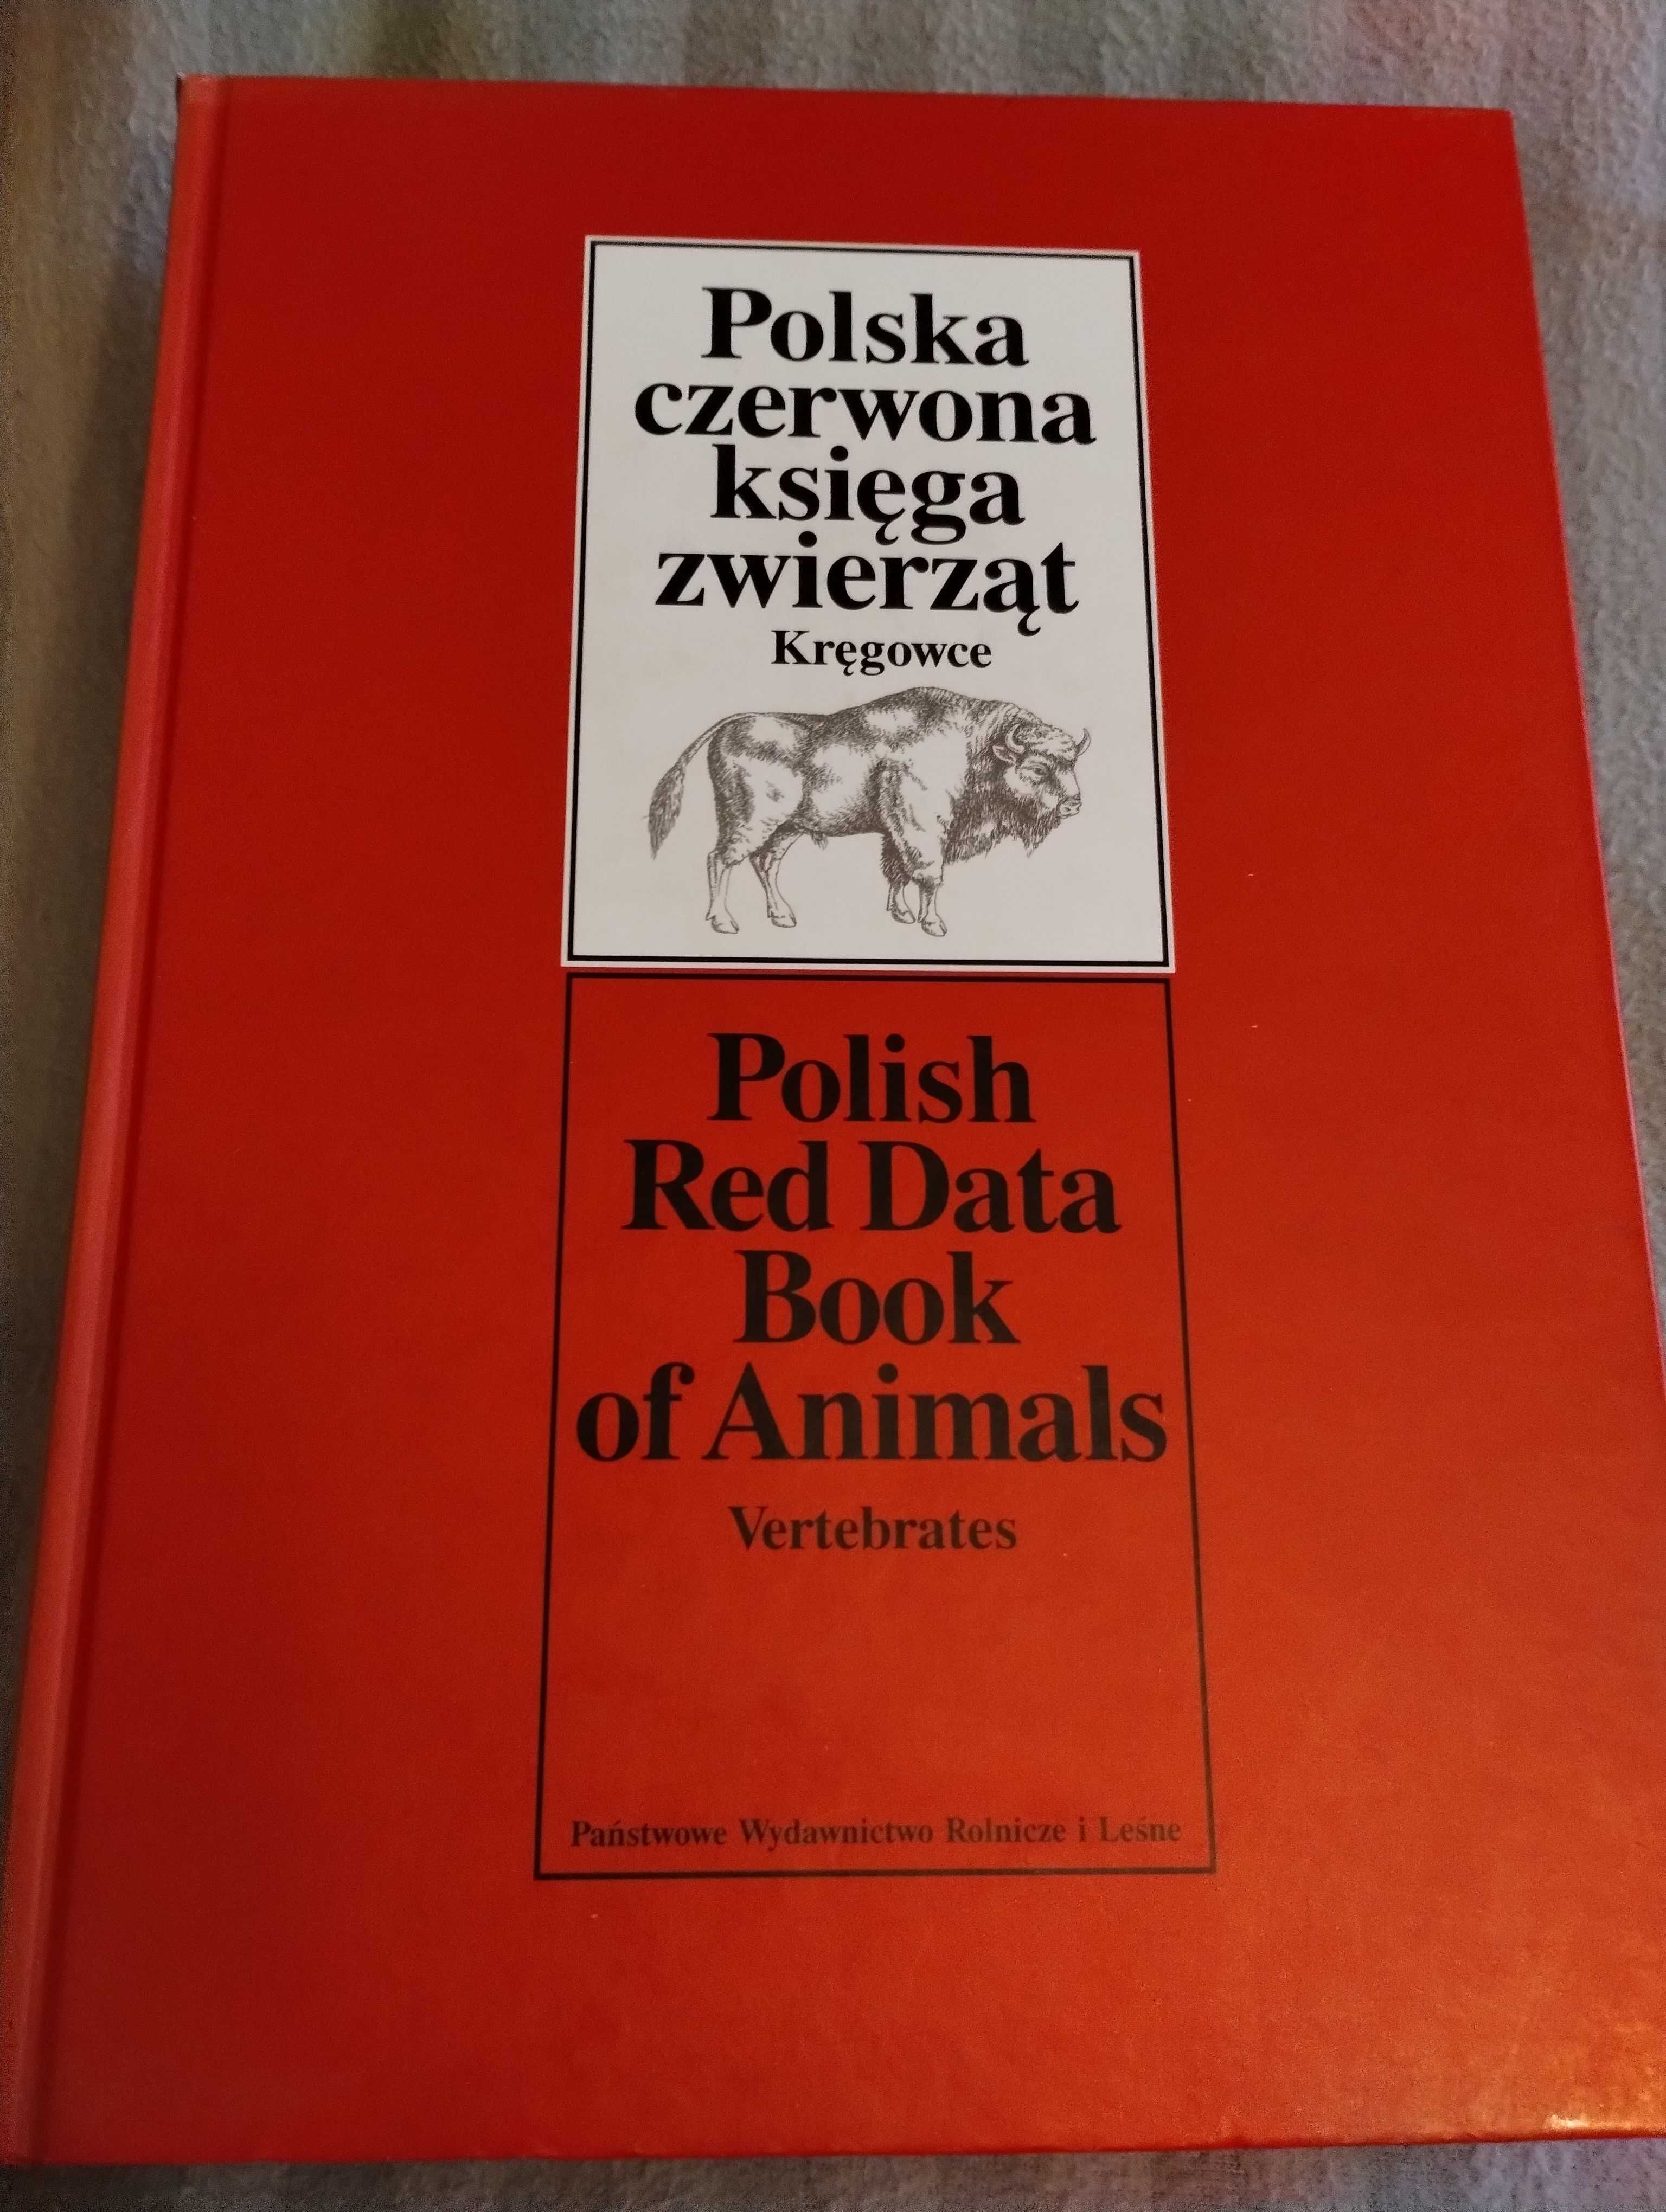 Polska
czerwona
księga
zwierząt
Kręgowce
Polish
Red Data
Book
of Animals
Vertebrates
Państwowe Wydawnictwo Rolnicze i Leśne